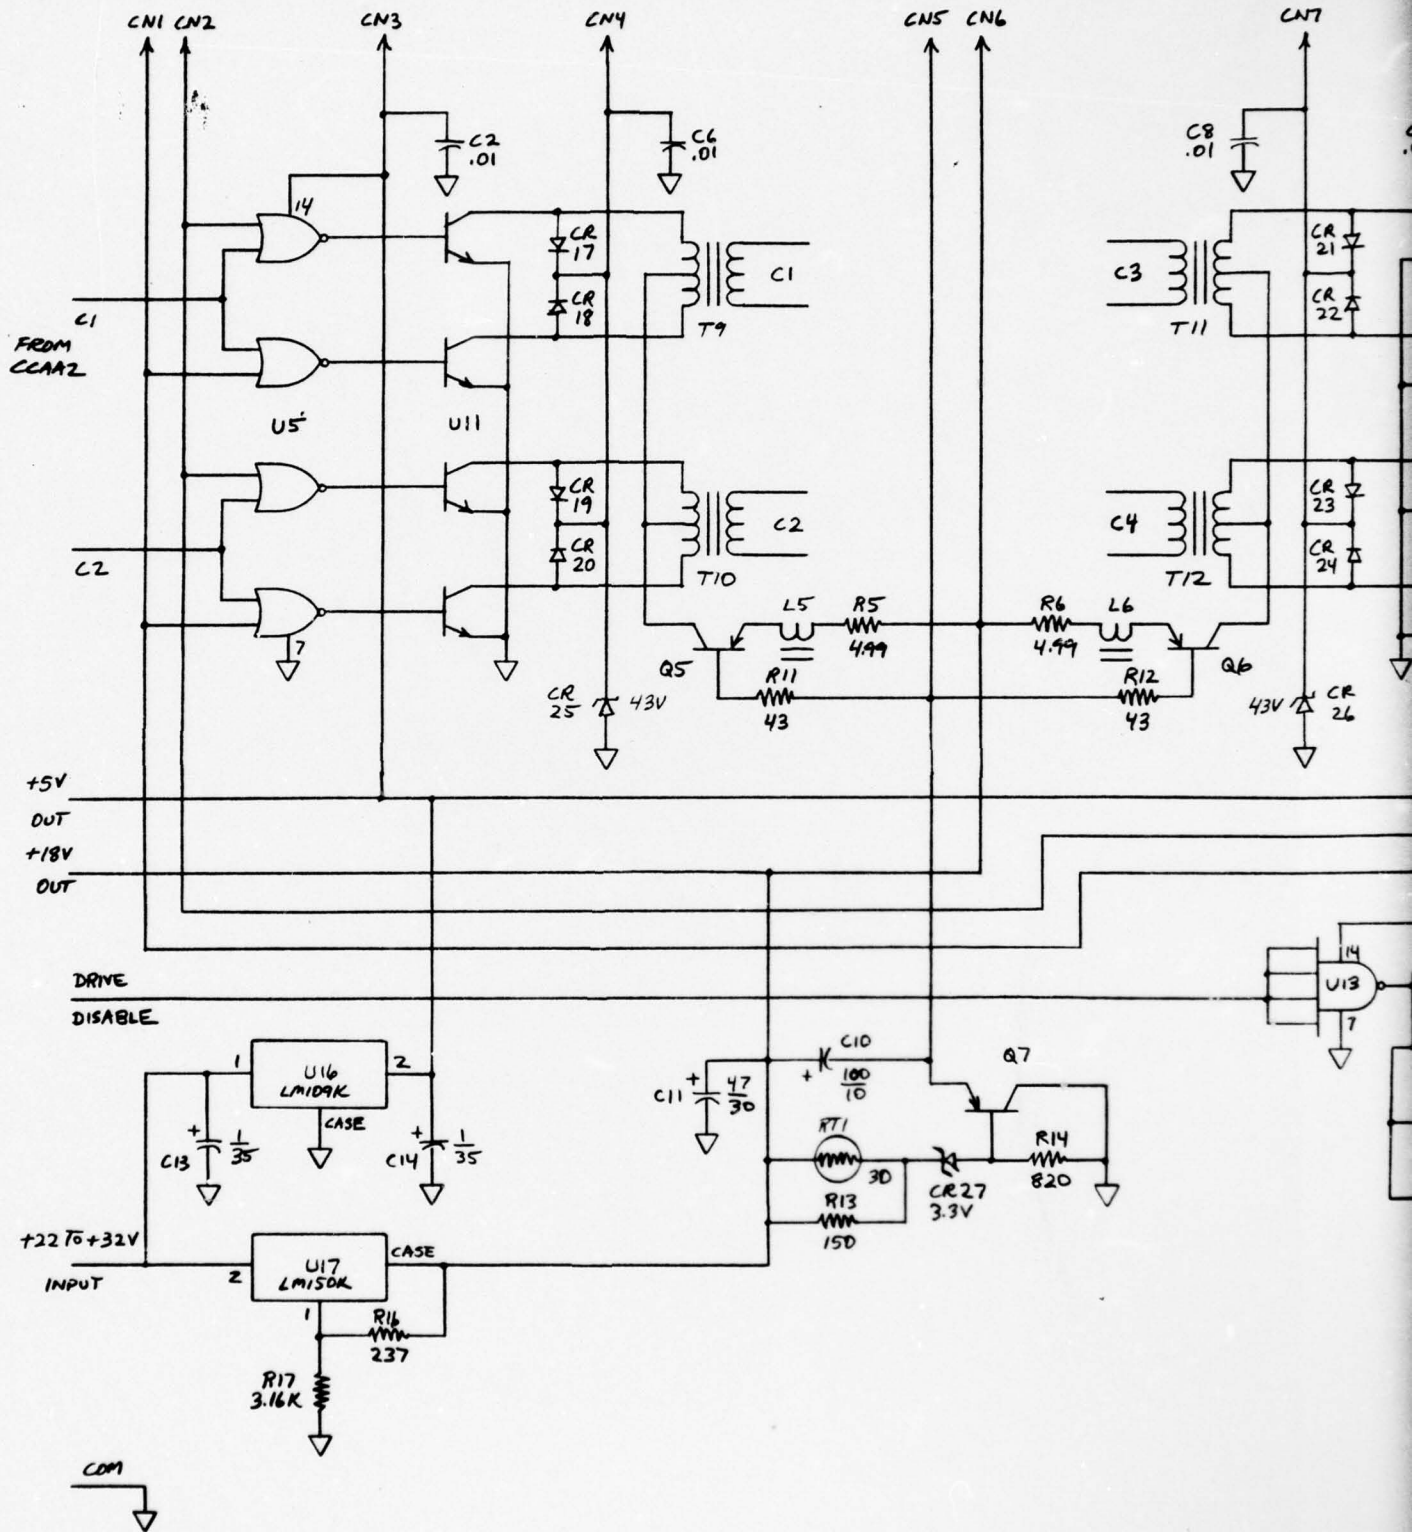 CN1 CN2 CN3 CN4 CN5 CN6 CN7
C2
.01
C6
.01
C8
.01
14
CR
17
CR
18
C1
T9
C3
T11
CR
21
CR
22
C1
FROM
CCAA2
U5
U11
CR
19
CR
20
C2
T10
C4
T12
CR
23
CR
24
C2
7
L5
R5
4.99
R6
4.99
L6
Q5
R11
43
R12
43
Q6
CR
25
43V
43V
CR
26
+5V
OUT
+18V
OUT
DRIVE
DISABLE
14
U13
7
1
U16
LM109K
2
CASE
C13
+
1
35
C14
+
1
35
C11
+
47
30
C10
+
100
10
Q7
RT1
30
R13
150
CR27
3.3V
R14
820
+22 TO +32V
INPUT
2
U17
LM150K
CASE
1
R16
237
R17
3.16K
COM